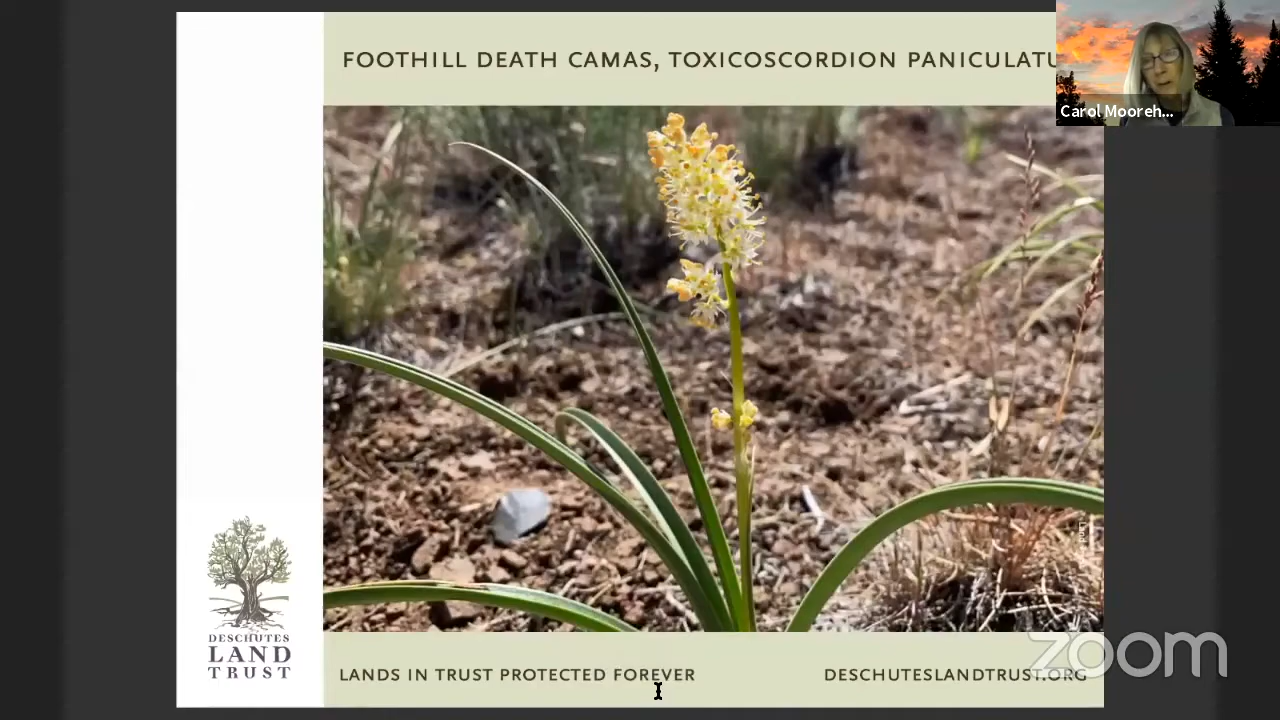 FOOTHILL DEATH CAMAS, TOXICOSCORDION PANICULATU
Carol Mooreh...
DESCHUTES
LAND
TRUST
LANDS IN TRUST PROTECTED FOREVER
DESCHUTESLANDTRUST.ORG
zoom